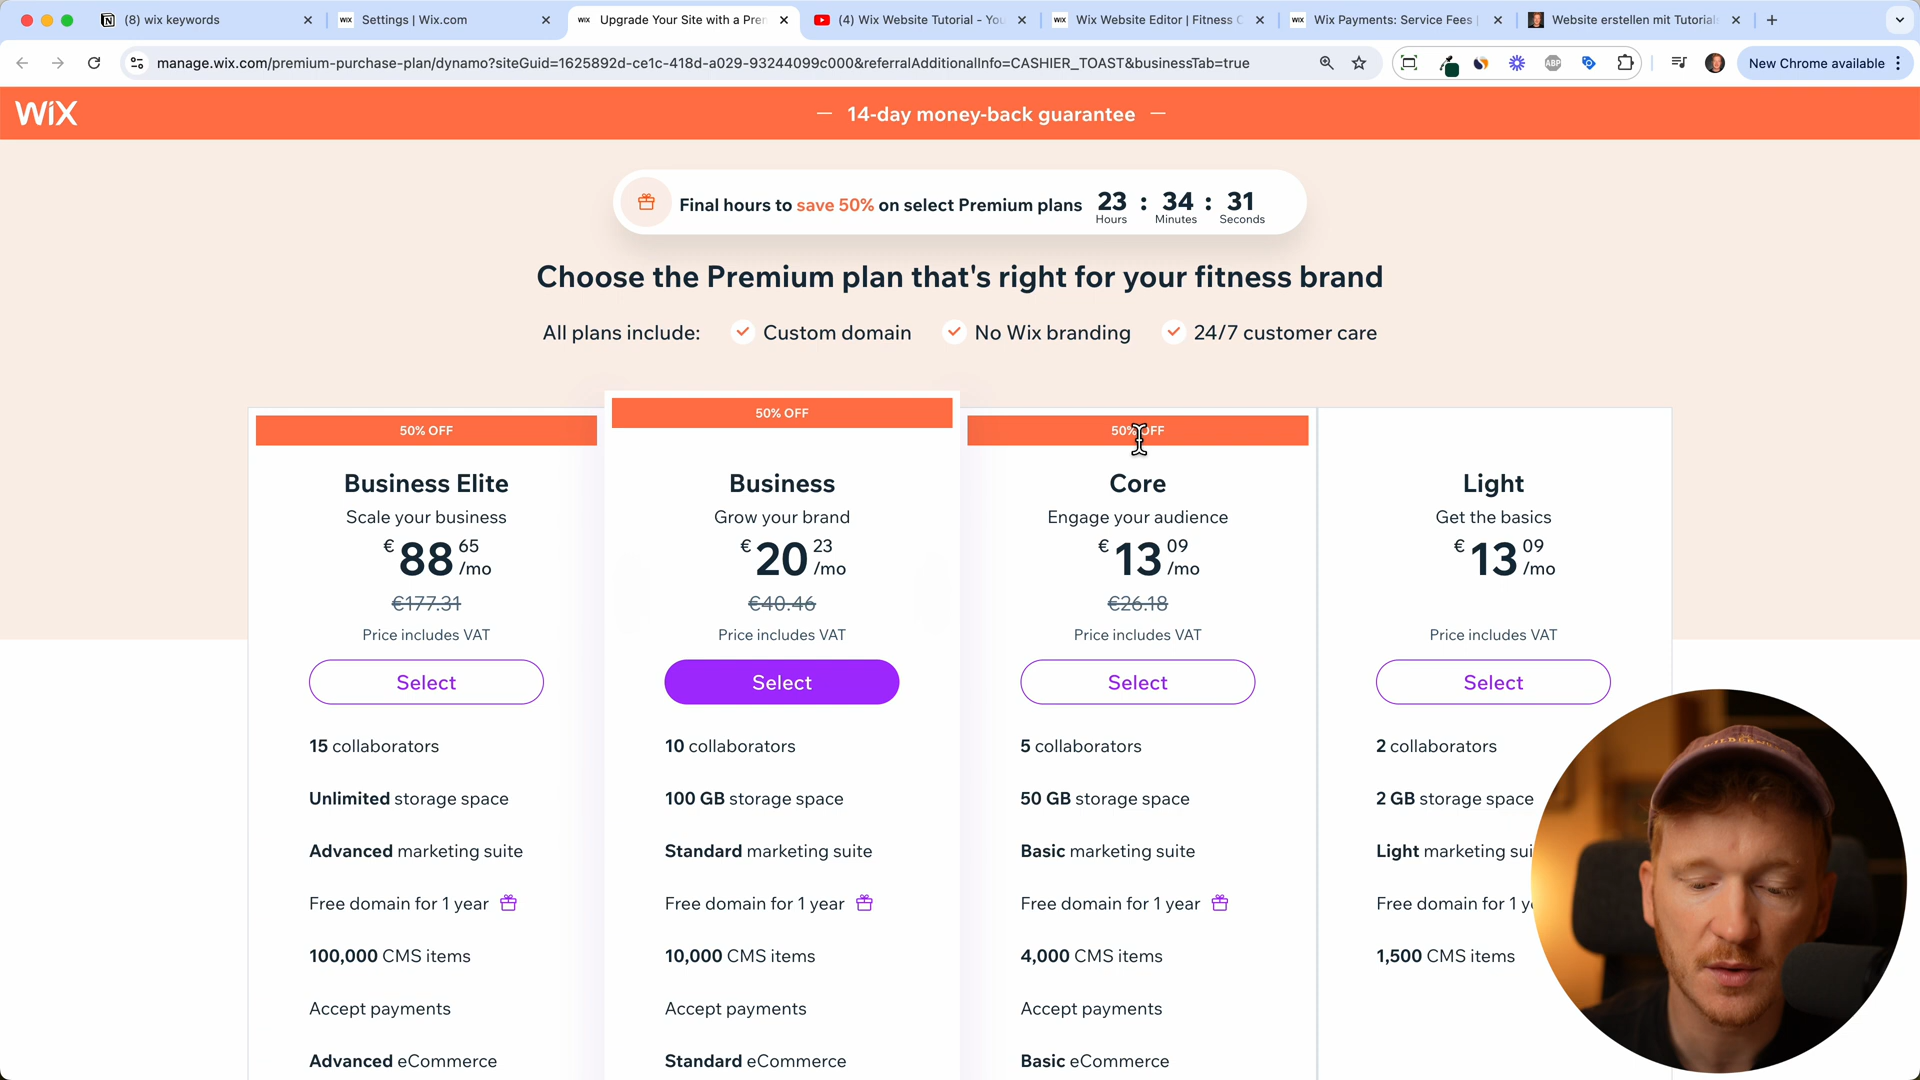 (8) wix keywords
Settings | Wix.com
Upgrade Your Site with a Pre
(4) Wix Website Tutorial - You
Wix Website Editor | Fitness C
Wix Payments: Service Fees |
Website erstellen mit Tutorial
manage.wix.com/premium-purchase-plan/dynamo?siteGuid=1625892d-ce1c-418d-a029-93244099c000&referralAdditionalInfo=CASHIER_TOAST&businessTab=true
ABP
New Chrome available
WiX
— 14-day money-back guarantee —
Final hours to save 50% on select Premium plans
23 : 34 : 31
Hours Minutes Seconds
Choose the Premium plan that's right for your fitness brand
All plans include: Custom domain No Wix branding 24/7 customer care
50% OFF
Business Elite
Scale your business
€ 88 65 /mo
€177.31
Price includes VAT
Select
15 collaborators
Unlimited storage space
Advanced marketing suite
Free domain for 1 year
100,000 CMS items
Accept payments
Advanced eCommerce
50% OFF
Business
Grow your brand
€ 20 23 /mo
€40.46
Price includes VAT
Select
10 collaborators
100 GB storage space
Standard marketing suite
Free domain for 1 year
10,000 CMS items
Accept payments
Standard eCommerce
50% OFF
Core
Engage your audience
€ 13 09 /mo
€26.18
Price includes VAT
Select
5 collaborators
50 GB storage space
Basic marketing suite
Free domain for 1 year
4,000 CMS items
Accept payments
Basic eCommerce
Light
Get the basics
€ 13 09 /mo
Price includes VAT
Select
2 collaborators
2 GB storage space
Light marketing sui
Free domain for 1 ye
1,500 CMS items